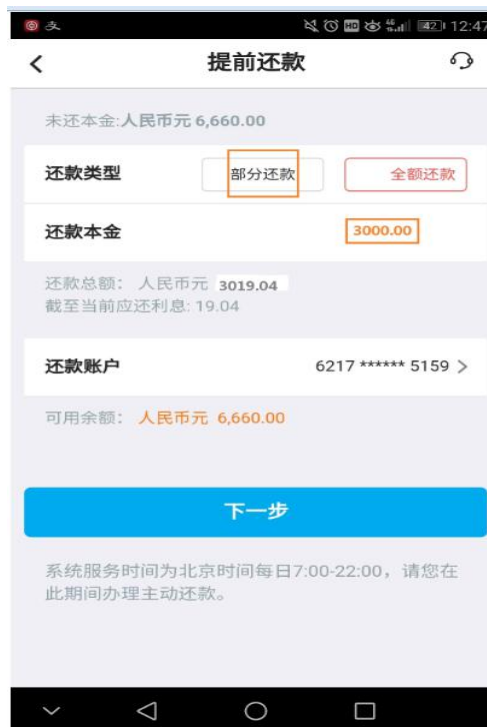 支 HD 46 42 12:47
提前还款
未还本金:人民币元 6,660.00
还款类型 部分还款 全额还款
还款本金 3000.00
还款总额： 人民币元 3019.04
截至当前应还利息: 19.04
还款账户 6217 ****** 5159 >
可用余额： 人民币元 6,660.00
下一步
系统服务时间为北京时间每日7:00-22:00，请您在
此期间办理主动还款。